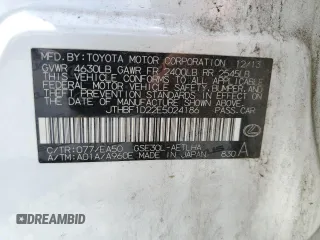 MFD. BY: TOYOTA MOTOR CORPORATION 12/13
GVWR 4630LB GAWR FR 2400LB RR 2545LB
THIS VEHICLE CONFORMS TO ALL APPLICABLE
FEDERAL MOTOR VEHICLE SAFETY, BUMPER, AND
THEFT PREVENTION STANDARDS IN EFFECT ON
THE DATE OF MANUFACTURE SHOWN ABOVE.
JTHBF1D22E5024186 PASS.CAR
C/TR: 077/EA50 GSE30L-AETLHA
A/TM: A01A/A960E MADE IN JAPAN 830 A